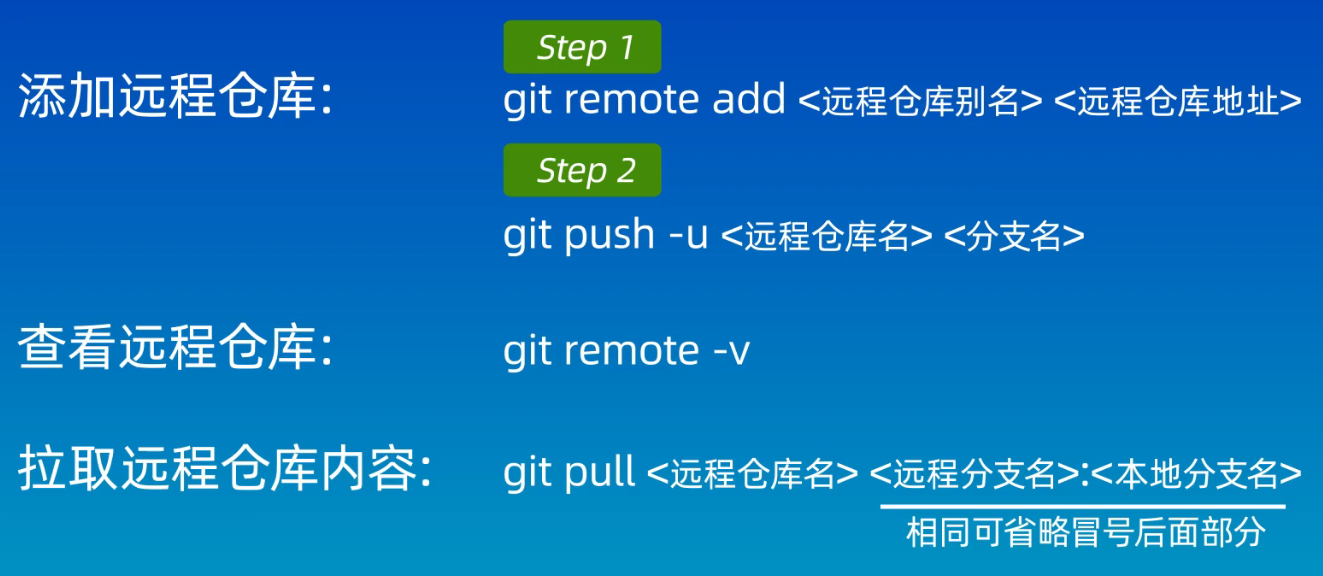 Step 1
添加远程仓库:
git remote add <远程仓库别名> <远程仓库地址>
Step 2
git push -u <远程仓库名> <分支名>
查看远程仓库:
git remote -v
拉取远程仓库内容:
git pull <远程仓库名> <远程分支名>:<本地分支名>
相同可省略冒号后面部分